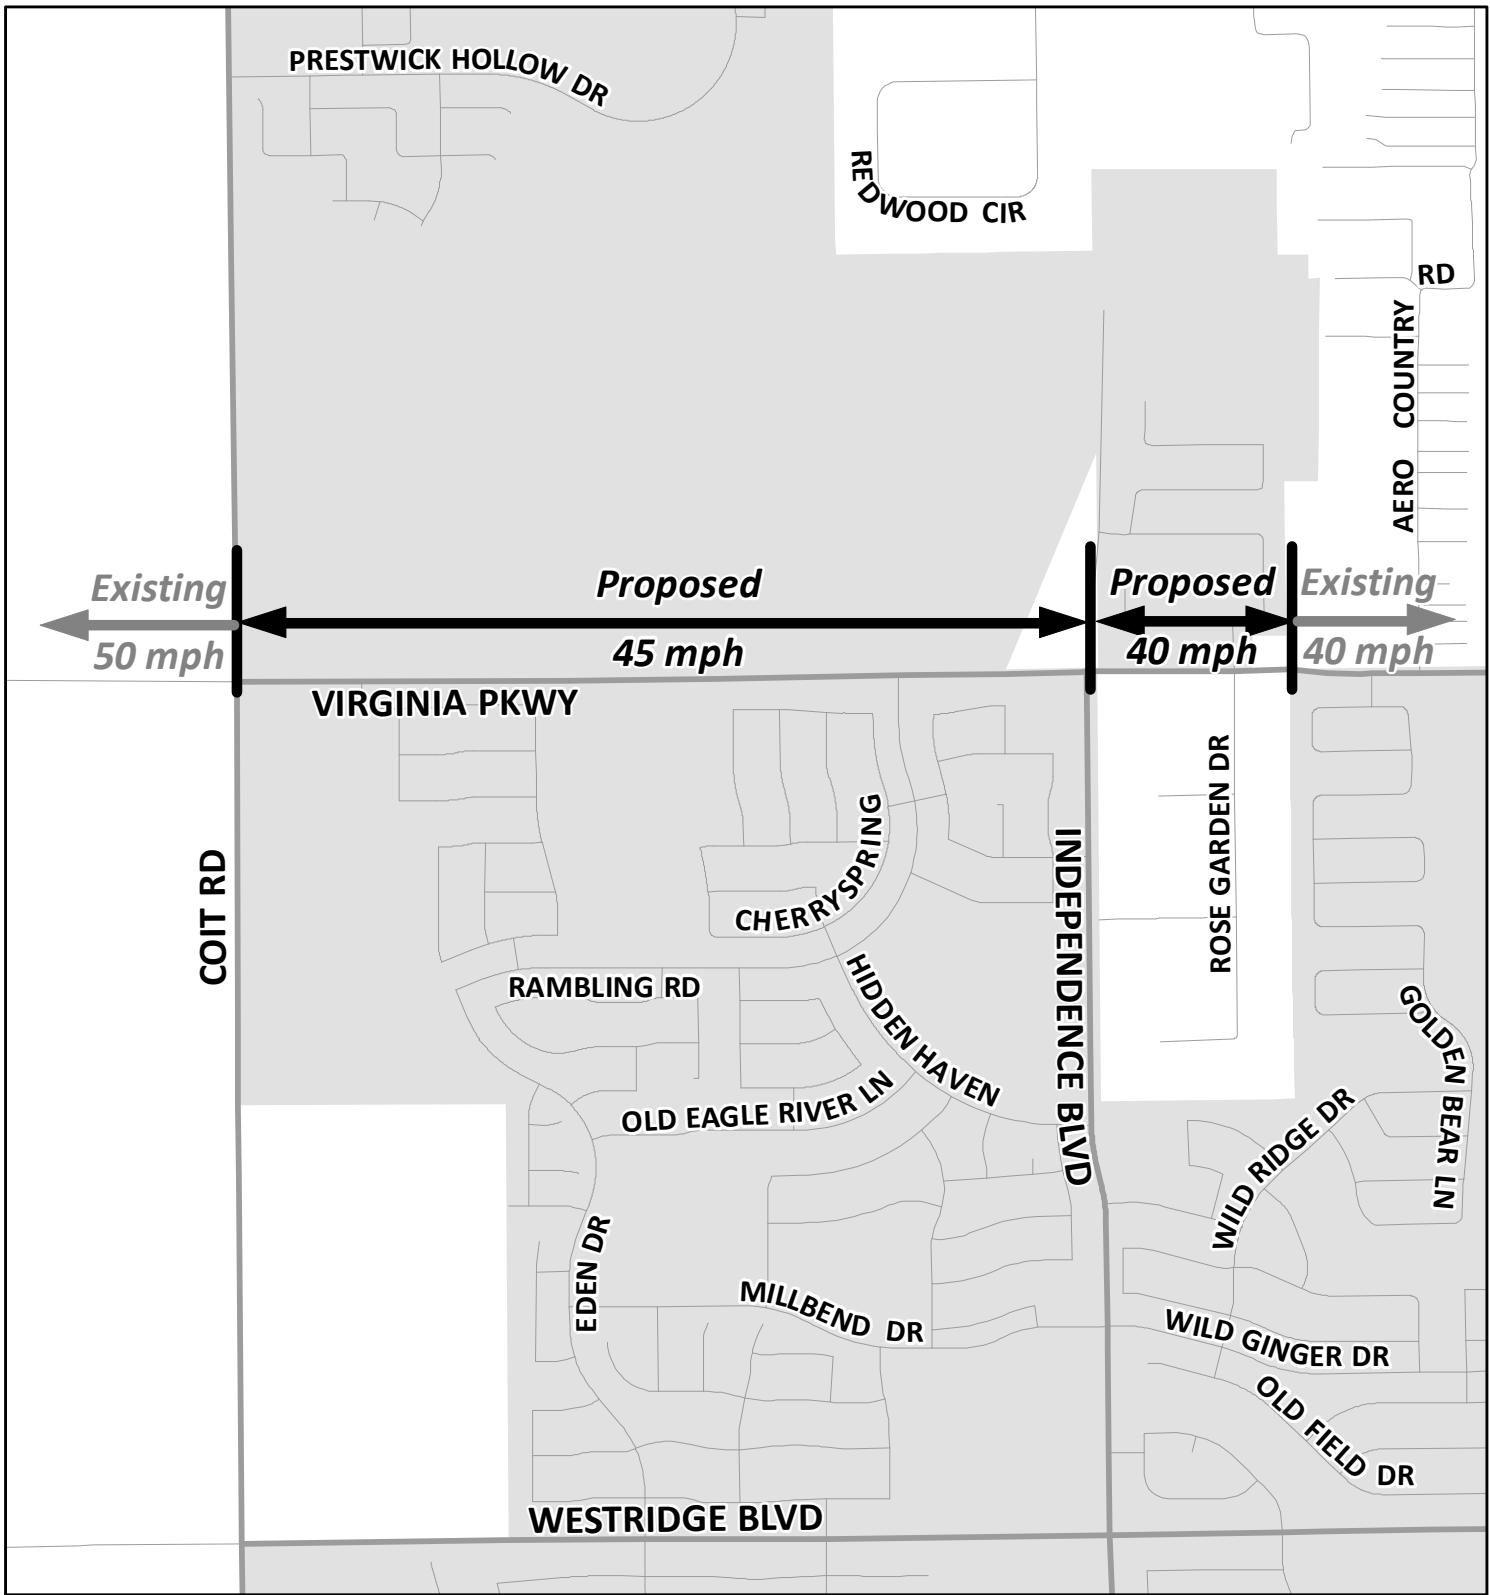 PRESTWICK HOLLOW DR
REDWOOD CIR
AERO COUNTRY RD
Existing
50 mph
Proposed
45 mph
Proposed
40 mph
Existing
40 mph
VIRGINIA PKWY
COIT RD
CHERRYSPRING
RAMBLING RD
HIDDEN HAVEN
INDEPENDENCE BLVD
ROSE GARDEN DR
GOLDEN BEAR LN
OLD EAGLE RIVER LN
WILD RIDGE DR
EDEN DR
MILLBEND DR
WILD GINGER DR
OLD FIELD DR
WESTRIDGE BLVD